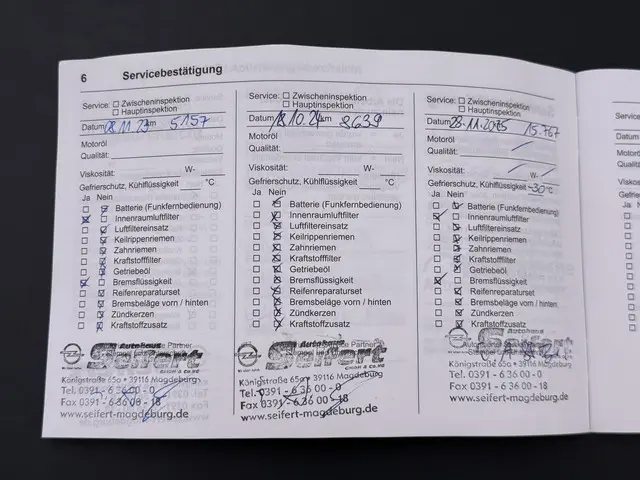 6 Servicebestätigung
Service: Zwischeninspektion
Hauptinspektion
Datum 28.11.23 km 5157
Motoröl
Qualität:
Viskosität: W-
Gefrierschutz, Kühlflüssigkeit °C
Ja Nein
Batterie (Funkfernbedienung)
Innenraumluftfilter
Luftfiltereinsatz
Keilrippenriemen
Zahnriemen
Kraftstofffilter
Getriebeöl
Bremsflüssigkeit
Reifenreparaturset
Bremsbeläge vorn / hinten
Zündkerzen
Kraftstoffzusatz
Autohaus
Seifert
GmbH & Co.KG
Königstraße 65a • 39116 Magdeburg
Tel. 0391 - 6 36 00 - 0
Fax 0391 - 6 36 00 - 18
www.seifert-magdeburg.de
Service: Zwischeninspektion
Hauptinspektion
Datum 18.10.24 km 8639
Motoröl
Qualität:
Viskosität: W-
Gefrierschutz, Kühlflüssigkeit °C
Ja Nein
Batterie (Funkfernbedienung)
Innenraumluftfilter
Luftfiltereinsatz
Keilrippenriemen
Zahnriemen
Kraftstofffilter
Getriebeöl
Bremsflüssigkeit
Reifenreparaturset
Bremsbeläge vorn / hinten
Zündkerzen
Kraftstoffzusatz
Autohaus
Seifert
GmbH & Co.KG
Königstraße 65a • 39116 Magdeburg
Tel. 0391 - 6 36 00 - 0
Fax 0391 - 6 36 00 - 18
www.seifert-magdeburg.de
Service: Zwischeninspektion
Hauptinspektion
Datum 15.767
Motoröl
Qualität:
Viskosität: W-
Gefrierschutz, Kühlflüssigkeit -30 °C
Ja Nein
Batterie (Funkfernbedienung)
Innenraumluftfilter
Luftfiltereinsatz
Keilrippenriemen
Zahnriemen
Kraftstofffilter
Getriebeöl
Bremsflüssigkeit
Reifenreparaturset
Bremsbeläge vorn / hinten
Zündkerzen
Kraftstoffzusatz
Autohaus
Königstraße 65a • 39116 Magdeburg
Tel. 0391 - 6 36 00 - 0
Fax 0391 - 6 36 00 - 18
www.seifert-magdeburg.de